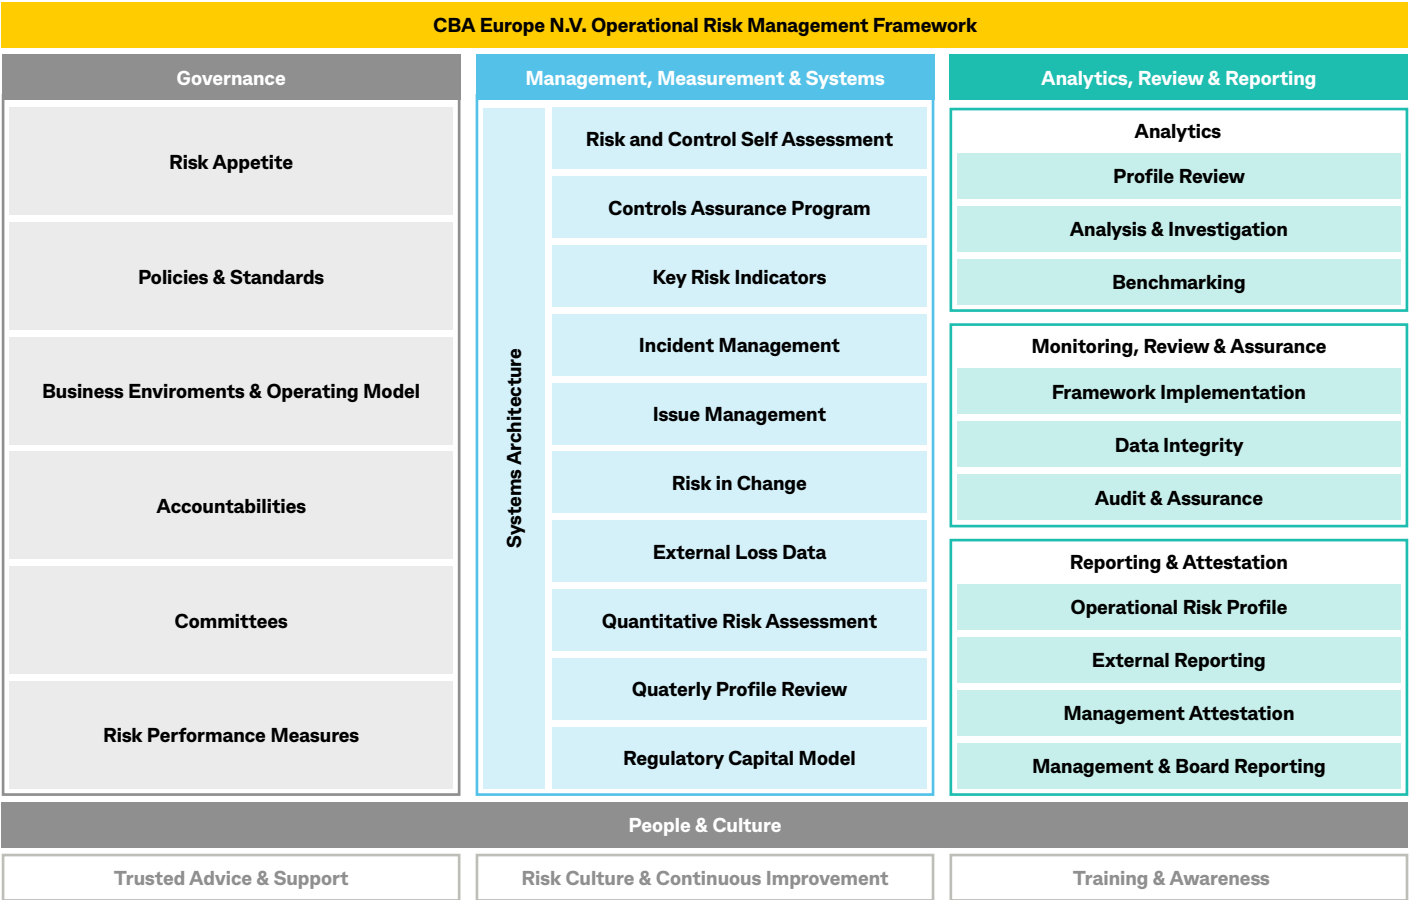 CBA Europe N.V. Operational Risk Management Framework
Governance
Risk Appetite
Policies & Standards
Business Enviroments & Operating Model
Accountabilities
Committees
Risk Performance Measures
Management, Measurement & Systems
Systems Architecture
Risk and Control Self Assessment
Controls Assurance Program
Key Risk Indicators
Incident Management
Issue Management
Risk in Change
External Loss Data
Quantitative Risk Assessment
Quaterly Profile Review
Regulatory Capital Model
Analytics, Review & Reporting
Analytics
Profile Review
Analysis & Investigation
Benchmarking
Monitoring, Review & Assurance
Framework Implementation
Data Integrity
Audit & Assurance
Reporting & Attestation
Operational Risk Profile
External Reporting
Management Attestation
Management & Board Reporting
People & Culture
Trusted Advice & Support
Risk Culture & Continuous Improvement
Training & Awareness